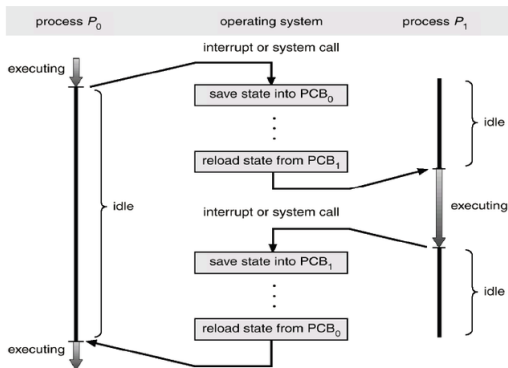 process P0 operating system process P1
interrupt or system call
executing
save state into PCB0
idle
reload state from PCB1
idle
interrupt or system call
executing
save state into PCB1
idle
reload state from PCB0
executing